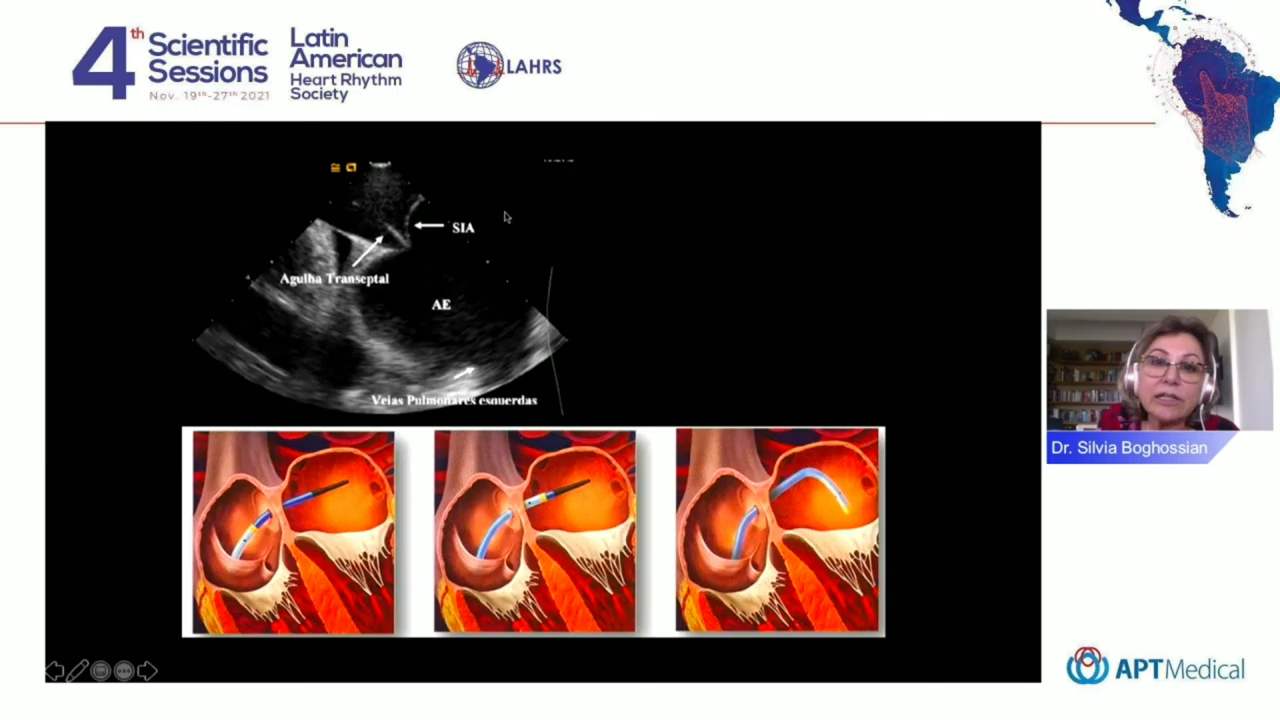 4th Scientific Sessions
Nov. 19th-27th 2021
Latin
American
Heart Rhythm
Society
LAHRS
SIA
Agulha Transeptal
AE
Veias Pulmonares esquerdas
Dr. Silvia Boghossian
APTMedical